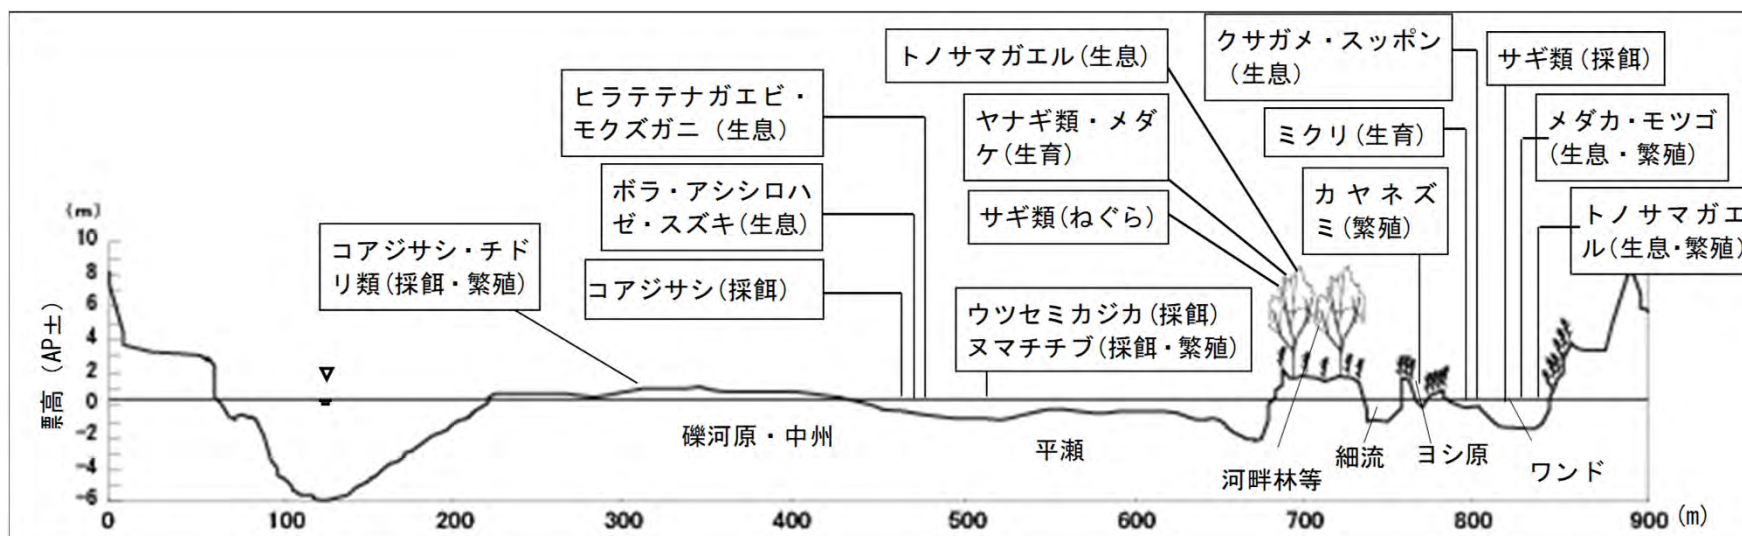 トノサマガエル(生息)
クサガメ・スッポン
(生息)
サギ類(採餌)
ヒラテテナガエビ・
モクズガニ(生息)
ヤナギ類・メダ
ケ(生育)
ミクリ(生育)
メダカ・モツゴ
(生息・繁殖)
ボラ・アシシロハ
ゼ・スズキ(生息)
サギ類(ねぐら)
カヤネズ
ミ(繁殖)
トノサマガエ
ル(生息・繁殖)
コアジサシ・チド
リ類(採餌・繁殖)
コアジサシ(採餌)
ウツセミカジカ(採餌)
ヌマチチブ(採餌・繁殖)
(m)
10
8
6
4
2
0
-2
-4
-6
標高(AP±)
礫河原・中州
平瀬
河畔林等
細流
ヨシ原
ワンド
0 100 200 300 400 500 600 700 800 900 (m)